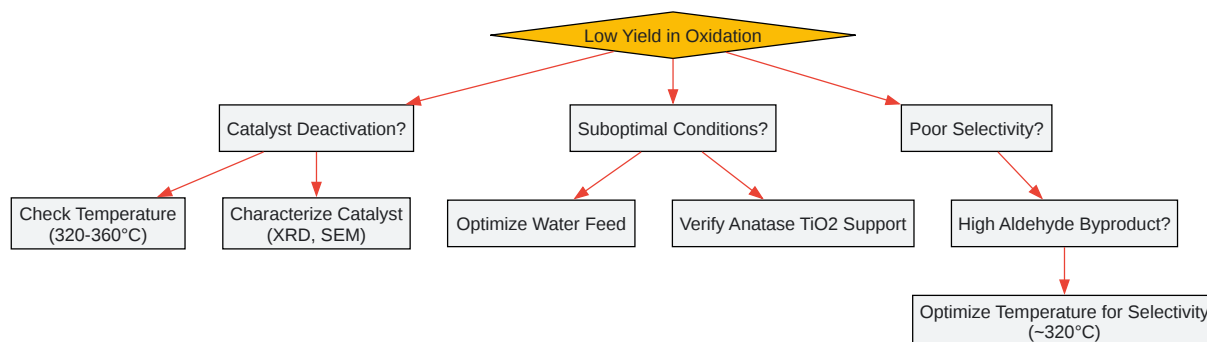 Low Yield in Oxidation
Catalyst Deactivation?
Suboptimal Conditions?
Poor Selectivity?
Check Temperature
(320-360°C)
Characterize Catalyst
(XRD, SEM)
Optimize Water Feed
Verify Anatase TiO2 Support
High Aldehyde Byproduct?
Optimize Temperature for Selectivity
(~320°C)